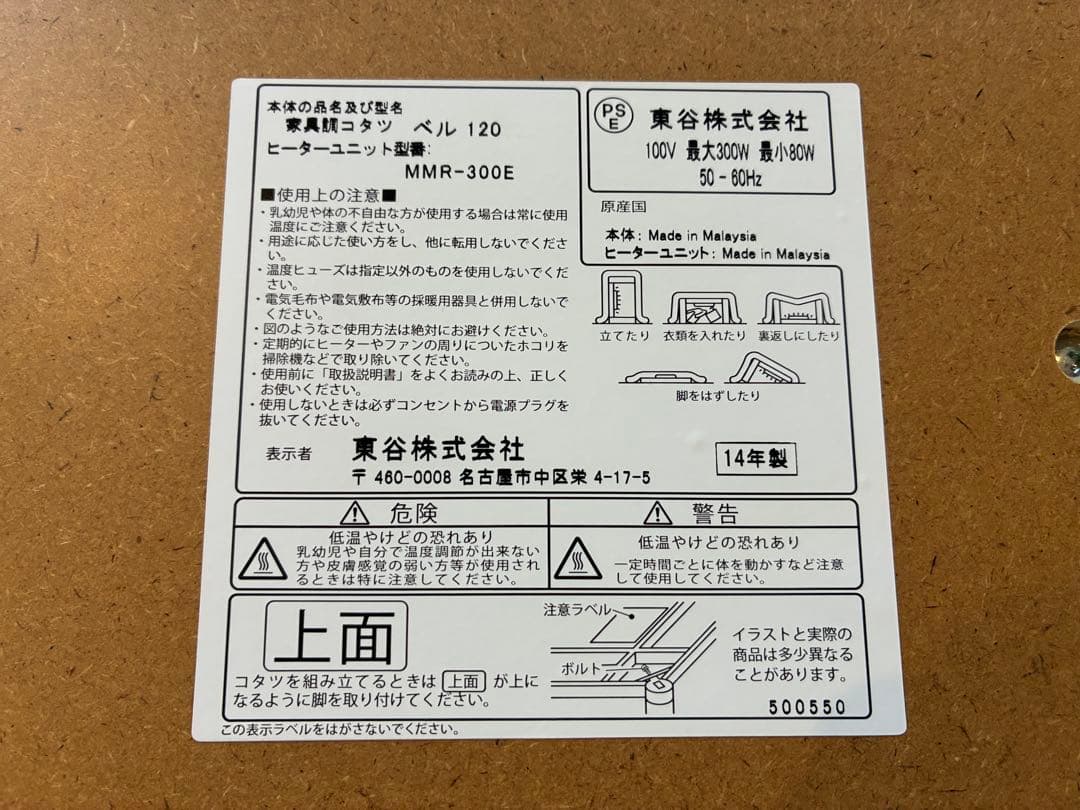 本体の品名及び型名
家具調コタツ ベル 120
ヒーターユニット型番:
MMR-300E
■使用上の注意■
・乳幼児や体の不自由な方が使用する場合は常に使用
温度にご注意ください。
・用途に応じた使い方をし、他に転用しないでくださ
い。
・温度ヒューズは指定以外のものを使用しないでくだ
さい。
・電気毛布や電気敷布等の採暖用器具と併用しないで
ください。
・図のようなご使用方法は絶対にお避けください。
・定期的にヒーターやファンの周りについたホコリを
掃除機などで取り除いてください。
・使用前に「取扱説明書」をよくお読みの上、正しく
お使いください。
・使用しないときは必ずコンセントから電源プラグを
抜いてください。
PS
E
東谷株式会社
100V 最大300W 最小80W
50-60Hz
原産国
本体: Made in Malaysia
ヒーターユニット: Made in Malaysia
立てたり 衣類を入れたり 裏返しにしたり
脚をはずしたり
表示者 東谷株式会社
〒 460-0008 名古屋市中区栄 4-17-5
14年製
危険
低温やけどの恐れあり
乳幼児や自分で温度調節が出来ない
方や皮膚感覚の弱い方等が使用され
るときは特に注意してください。
警告
低温やけどの恐れあり
一定時間ごとに体を動かすなど注意
して使用してください。
上面
コタツを組み立てるときは 上面 が上に
なるように脚を取り付けてください。
注意ラベル
ボルト
イラストと実際の
商品は多少異なる
ことがあります。
500550
この表示ラベルをはがさないでください。